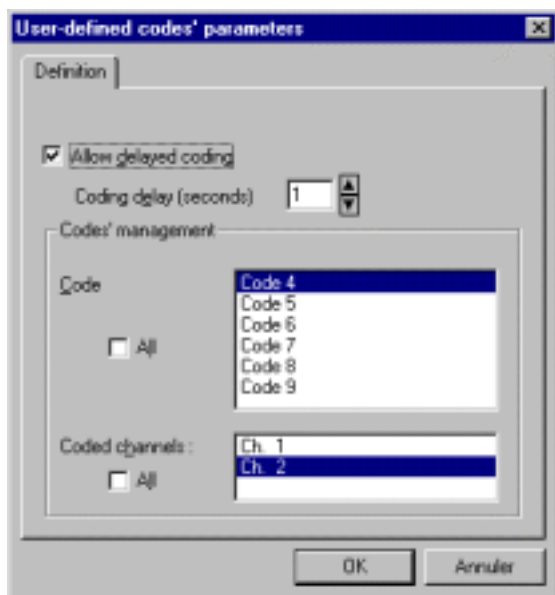 User-defined codes' parameters
Definition
Allow delayed coding
Coding delay (seconds) 1
Codes' management
Code
All
Code 4
Code 5
Code 6
Code 7
Code 8
Code 9
Coded channels :
All
Ch. 1
Ch. 2
OK Annuler